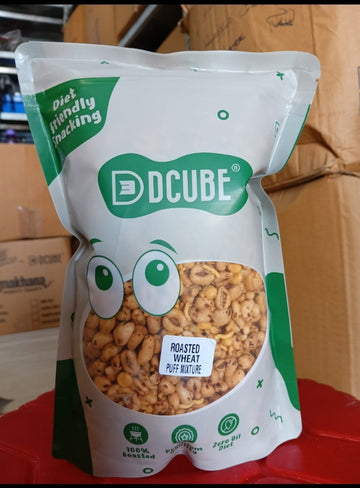 Diet
Friendly
Snacking
DCUBE®
ROASTED
WHEAT
PUFF MIXTURE
100%
Roasted
Zero Oil
Diet
DCUBE
makhana